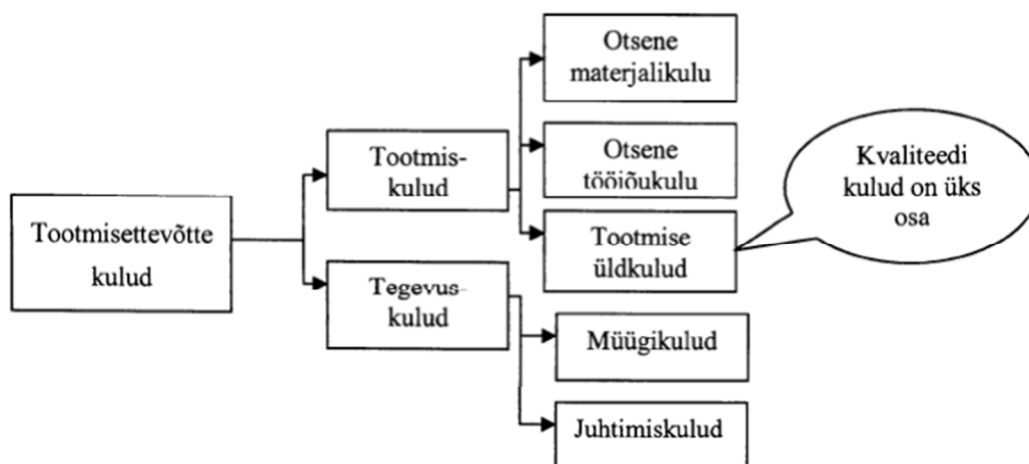 Tootmisettevõtte
kulud
Tootmis-
kulud
Tegevus-
kulud
Otsene
materjalikulu
Otsene
tööjõukulu
Tootmise
üldkulud
Müügikulud
Juhtimiskulud
Kvaliteedi
kulud on üks
osa